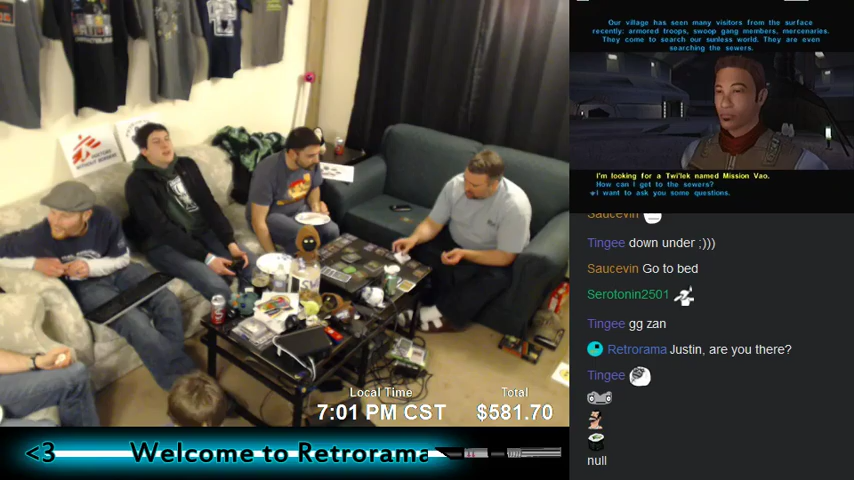 Our village has seen many visitors from the surface
recently: armored troops, swoop gang members, mercenaries.
They come to search our sunless world. They are even
searching the sewers.
I'm looking for a Twi'lek named Mission Vao.
How can I get to the sewers?
I want to ask you some questions.
Saucevin
Tingee down under ;)))
Saucevin Go to bed
Serotonin2501
Tingee gg zan
Retrorama Justin, are you there?
Tingee
null
Local Time
7:01 PM CST
Total
$581.70
<3 Welcome to Retrorama